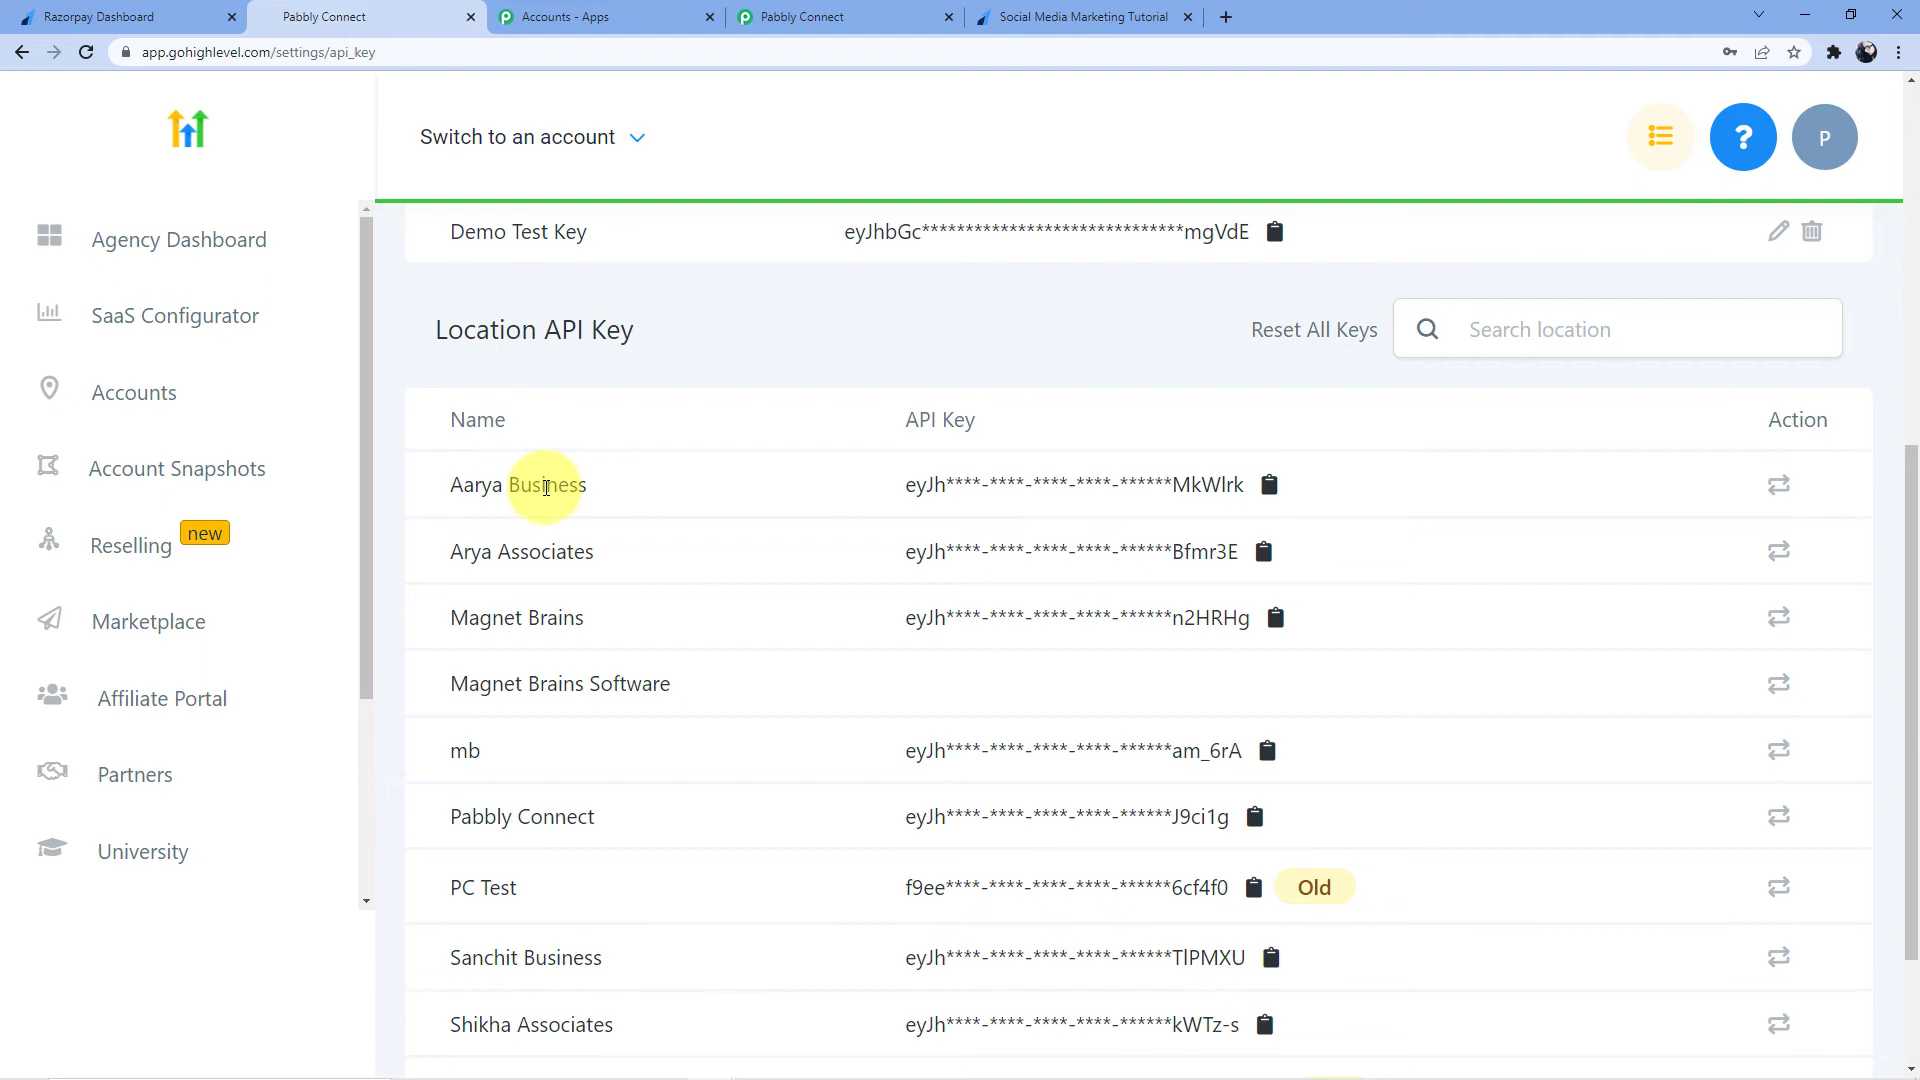 Razorpay Dashboard
Pabbly Connect
Accounts - Apps
Pabbly Connect
Social Media Marketing Tutorial
app.gohighlevel.com/settings/api_key
Switch to an account
?
P
Agency Dashboard
SaaS Configurator
Accounts
Account Snapshots
Reselling new
Marketplace
Affiliate Portal
Partners
University
Demo Test Key eyJhbGc******************************mgVdE
Location API Key Reset All Keys Search location
Name API Key Action
Aarya Business eyJh****-****-****-****-******MkWlrk
Arya Associates eyJh****-****-****-****-******Bfmr3E
Magnet Brains eyJh****-****-****-****-******n2HRHg
Magnet Brains Software
mb eyJh****-****-****-****-******am_6rA
Pabbly Connect eyJh****-****-****-****-******J9ci1g
PC Test f9ee****-****-****-****-******6cf4f0 Old
Sanchit Business eyJh****-****-****-****-******TlPMXU
Shikha Associates eyJh****-****-****-****-******kWTz-s